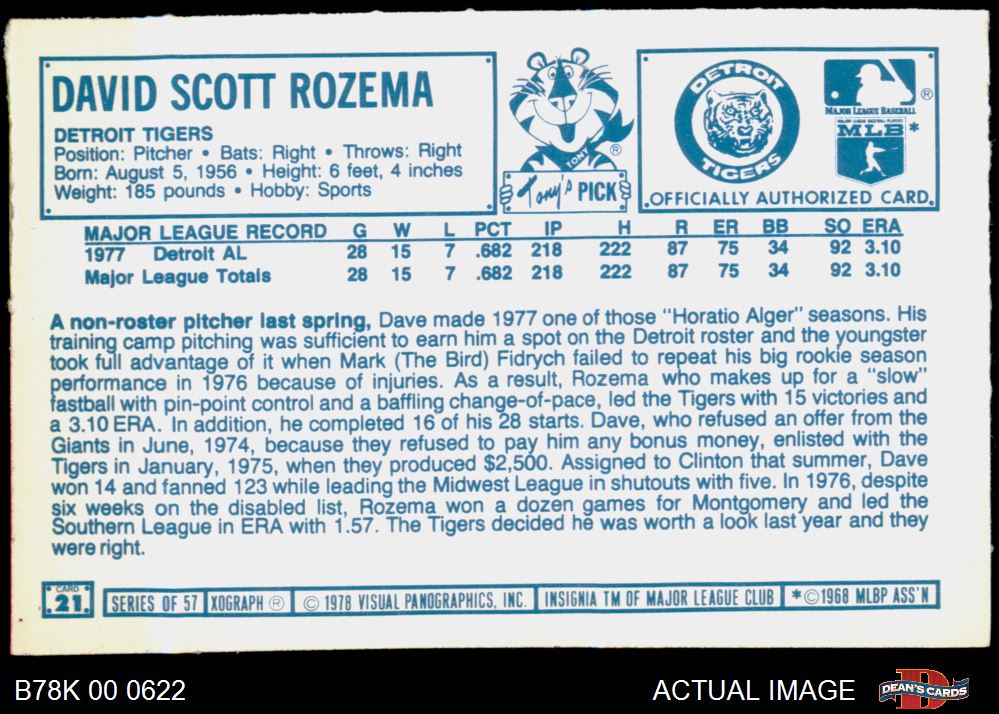 DAVID SCOTT ROZEMA
DETROIT TIGERS
Position: Pitcher • Bats: Right • Throws: Right
Born: August 5, 1956 • Height: 6 feet, 4 inches
Weight: 185 pounds • Hobby: Sports
TONY ®
Tony's PICK
DETROIT
TIGERS
®
MAJOR LEAGUE BASEBALL
MAJOR LEAGUE BASEBALL PLAYERS
MLB *
OFFICIALLY AUTHORIZED CARD.
MAJOR LEAGUE RECORD G W L PCT IP H R ER BB SO ERA
1977 Detroit AL 28 15 7 .682 218 222 87 75 34 92 3.10
Major League Totals 28 15 7 .682 218 222 87 75 34 92 3.10
A non-roster pitcher last spring, Dave made 1977 one of those "Horatio Alger" seasons. His
training camp pitching was sufficient to earn him a spot on the Detroit roster and the youngster
took full advantage of it when Mark (The Bird) Fidrych failed to repeat his big rookie season
performance in 1976 because of injuries. As a result, Rozema who makes up for a "slow"
fastball with pin-point control and a baffling change-of-pace, led the Tigers with 15 victories and
a 3.10 ERA. In addition, he completed 16 of his 28 starts. Dave, who refused an offer from the
Giants in June, 1974, because they refused to pay him any bonus money, enlisted with the
Tigers in January, 1975, when they produced $2,500. Assigned to Clinton that summer, Dave
won 14 and fanned 123 while leading the Midwest League in shutouts with five. In 1976, despite
six weeks on the disabled list, Rozema won a dozen games for Montgomery and led the
Southern League in ERA with 1.57. The Tigers decided he was worth a look last year and they
were right.
CARD
21
SERIES OF 57 XOGRAPH ® © 1978 VISUAL PANOGRAPHICS, INC. INSIGNIA TM OF MAJOR LEAGUE CLUB *©1968 MLBP ASS'N
B78K 00 0622
ACTUAL IMAGE
DEAN'S CARDS